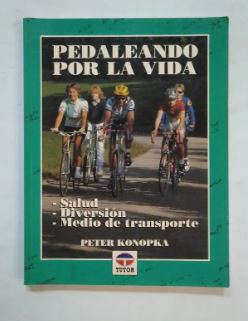 PEDALEANDO
POR LA VIDA
- Salud
- Diversión
- Medio de transporte
PETER KONOPKA
TUTOR